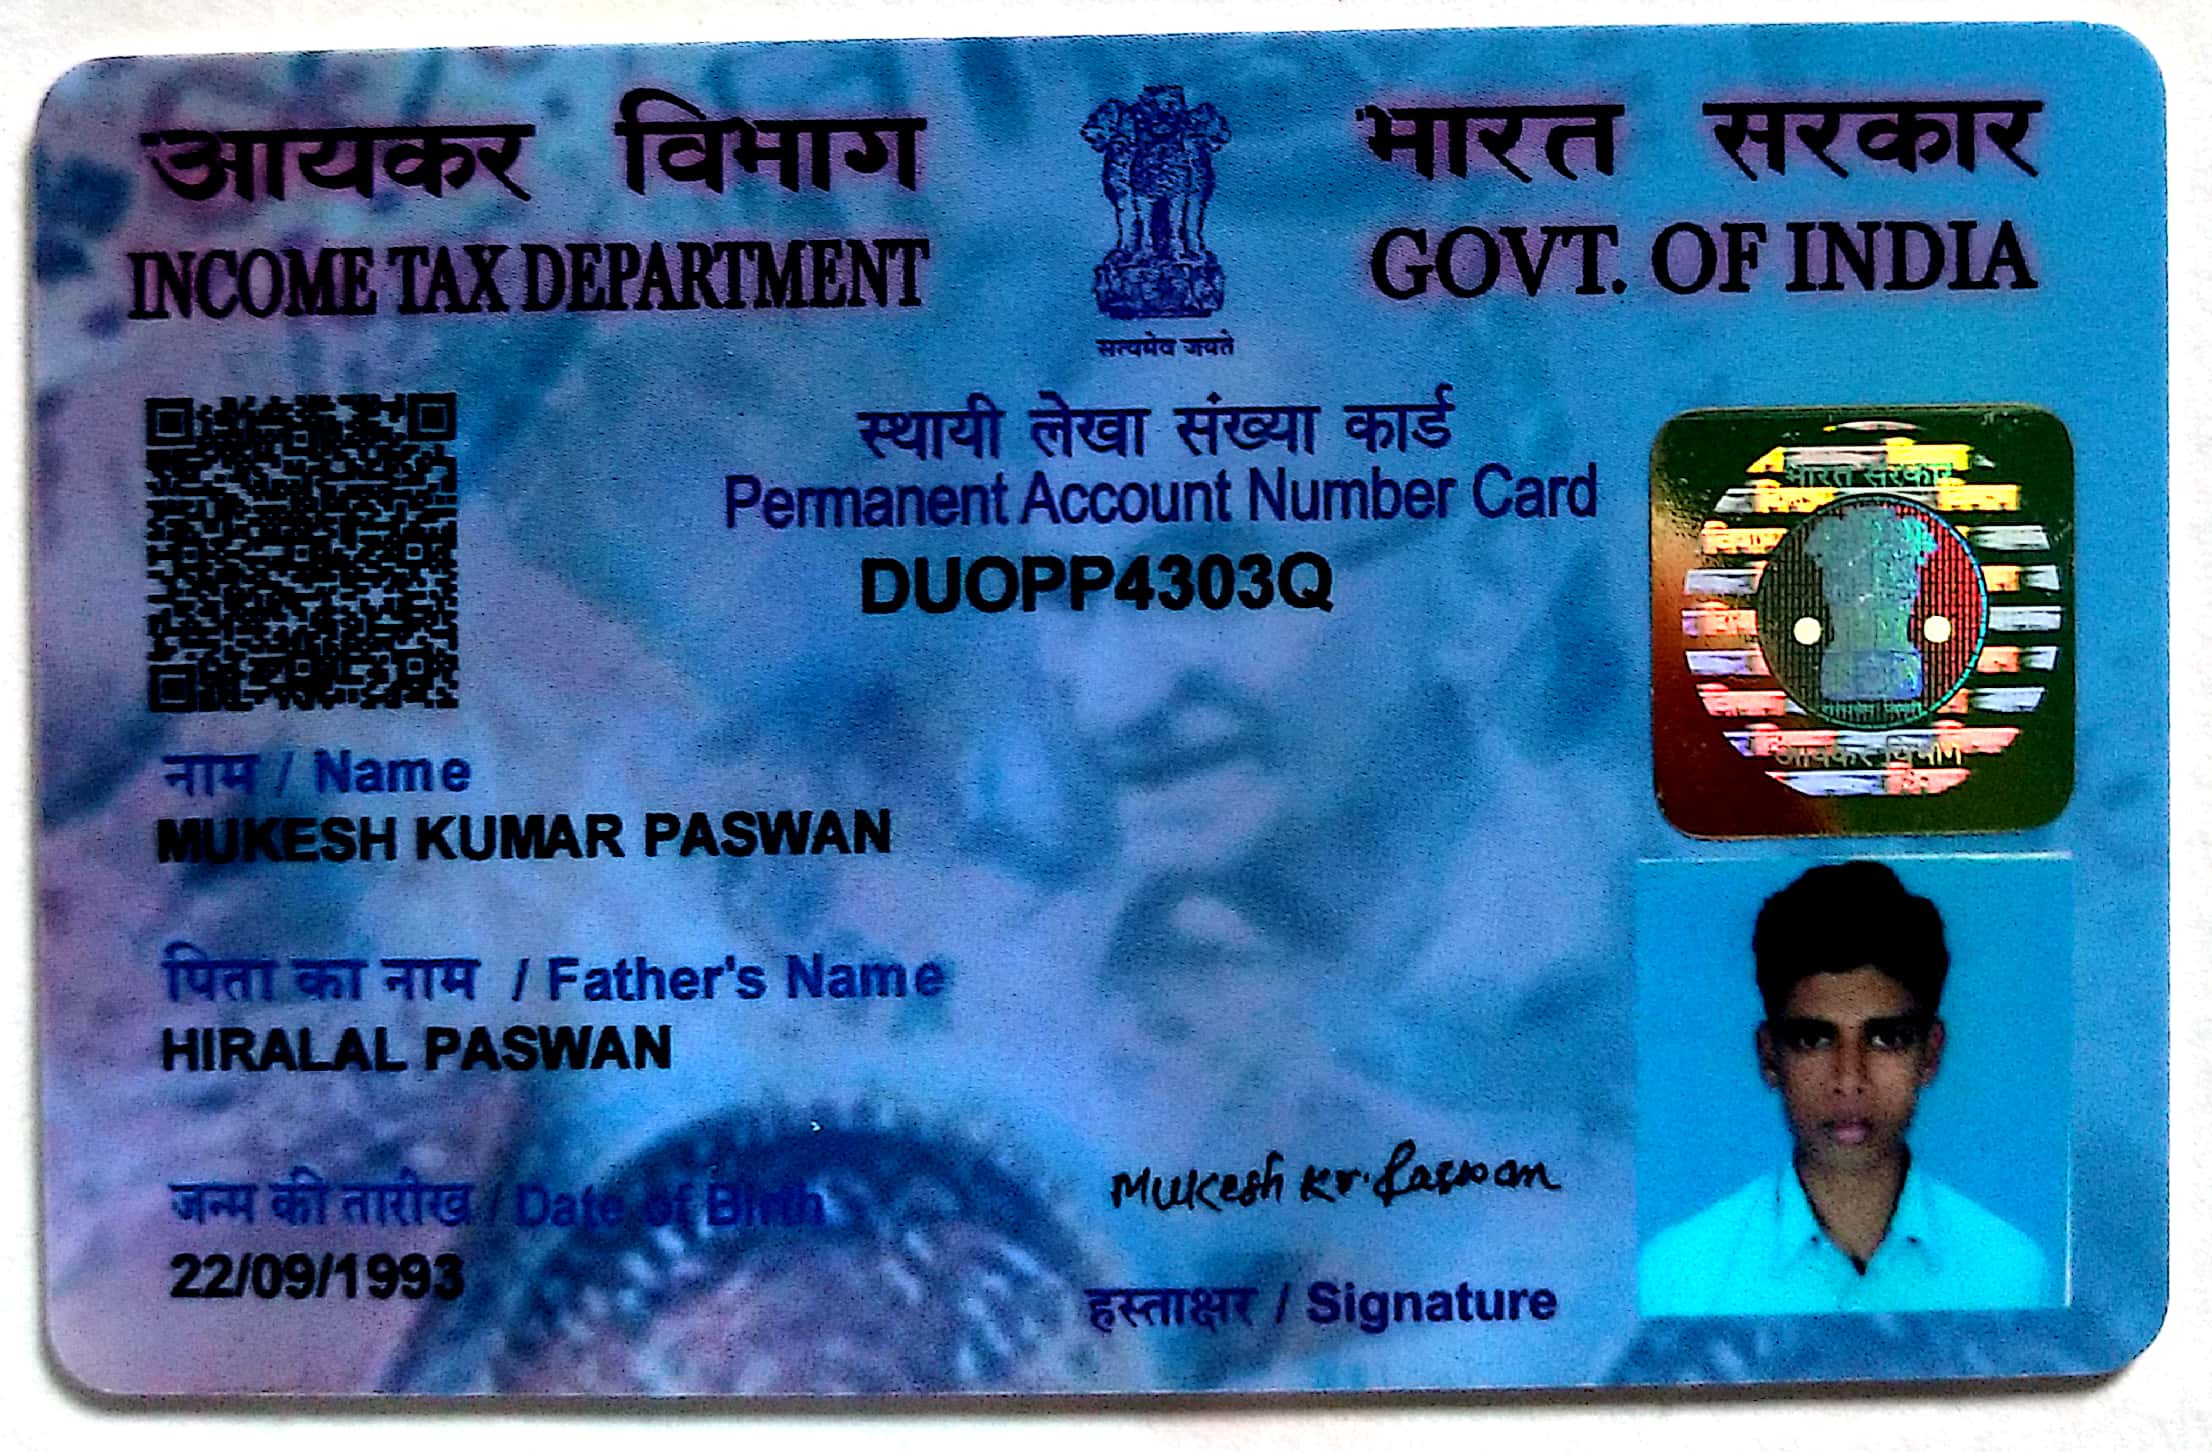 आयकर विभाग
INCOME TAX DEPARTMENT
भारत सरकार
GOVT. OF INDIA
सत्यमेव जयते
स्थायी लेखा संख्या कार्ड
Permanent Account Number Card
DUOPP4303Q
भारत सरकार
आयकर विभाग
नाम / Name
MUKESH KUMAR PASWAN
पिता का नाम / Father's Name
HIRALAL PASWAN
जन्म की तारीख / Date of Birth
22/09/1993
Mukesh Kr. Paswan
हस्ताक्षर / Signature